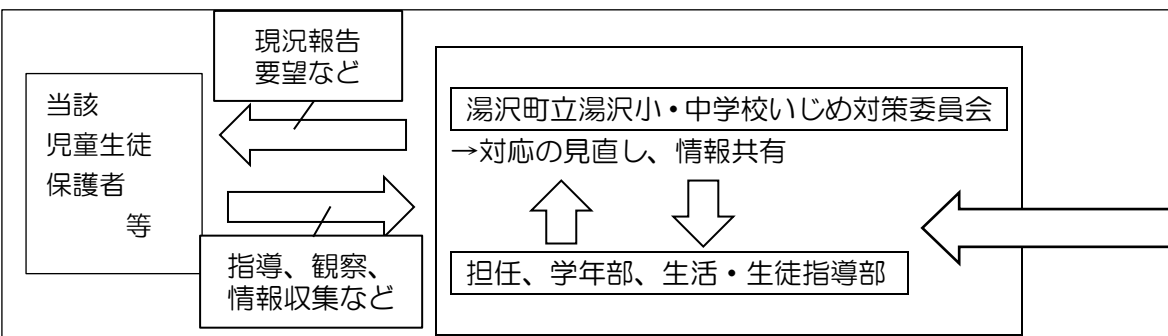 現況報告
要望など
当該
児童生徒
保護者
等
指導、観察、
情報収集など
湯沢町立湯沢小・中学校いじめ対策委員会
→対応の見直し、情報共有
担任、学年部、生活・生徒指導部